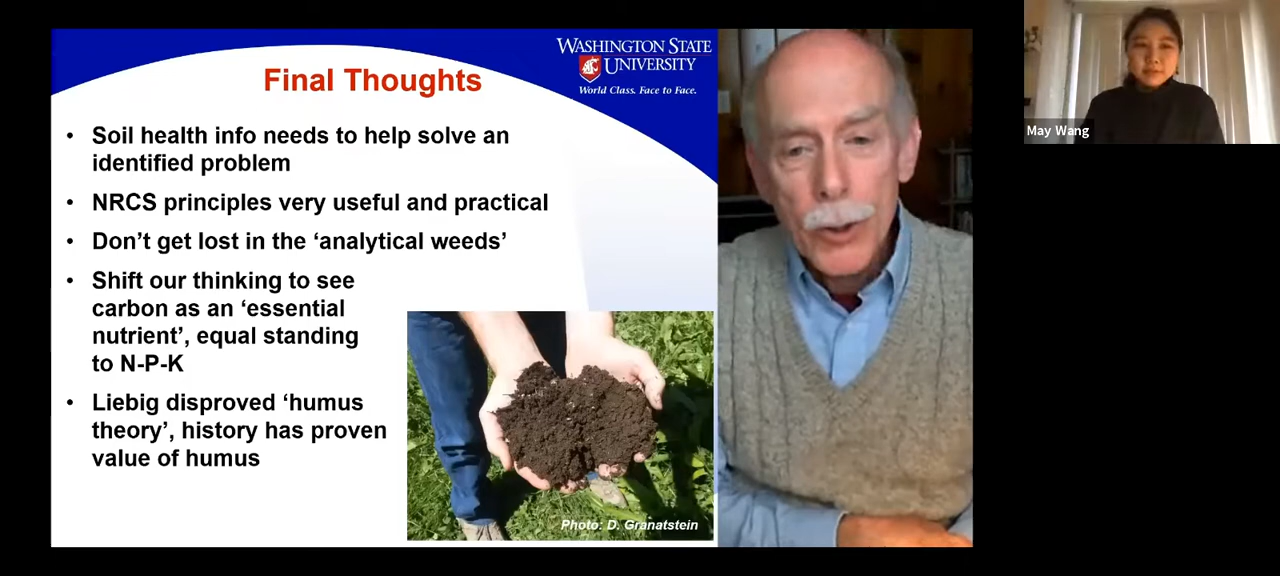 WASHINGTON STATE
UNIVERSITY
World Class. Face to Face.
Final Thoughts
• Soil health info needs to help solve an
identified problem
• NRCS principles very useful and practical
• Don’t get lost in the ‘analytical weeds’
• Shift our thinking to see
carbon as an ‘essential
nutrient’, equal standing
to N-P-K
• Liebig disproved ‘humus
theory’, history has proven
value of humus
Photo: D. Granatstein
May Wang